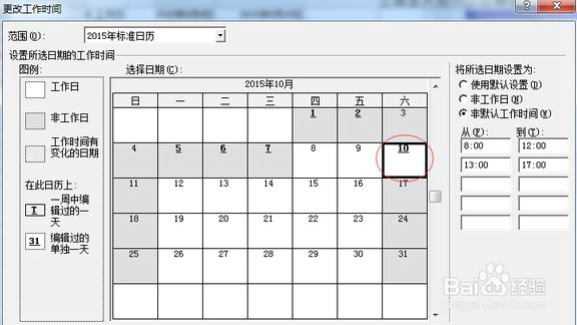 更改工作时间
范围(O):
2015年标准日历
设置所选日期的工作时间
图例:
工作日
非工作日
工作时间有
变化的日期
在此日历上:
T
一周中编
辑过的一
天
31
编辑过的
单独一天
选择日期(C):
2015年10月
日 一 二 三 四 五 六
1 2 3
4 5 6 7 8 9 10
11 12 13 14 15 16 17
18 19 20 21 22 23 24
25 26 27 28 29 30 31
将所选日期设置为:
使用默认设置(U)
非工作日(N)
非默认工作时间(W)
从(F): 到(T):
8:00 12:00
13:00 17:00
Bai du 经验
jingyan.baidu.com